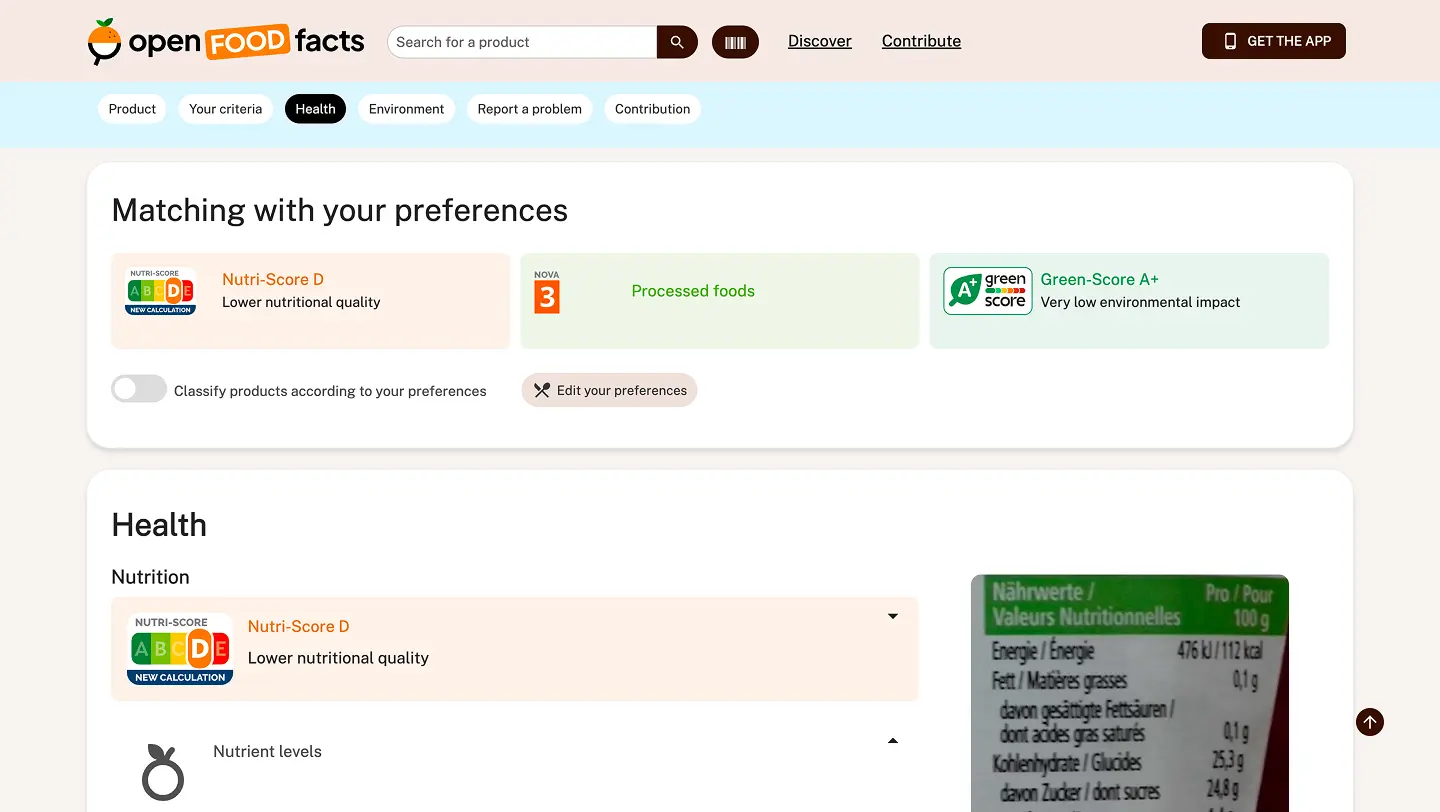 open FOOD facts
Search for a product
Discover
Contribute
GET THE APP
Product
Your criteria
Health
Environment
Report a problem
Contribution
Matching with your preferences
NUTRI-SCORE
A B C D E
NEW CALCULATION
Nutri-Score D
Lower nutritional quality
NOVA
3
Processed foods
A+
green
score
Green-Score A+
Very low environmental impact
Classify products according to your preferences
Edit your preferences
Health
Nutrition
NUTRI-SCORE
A B C D E
NEW CALCULATION
Nutri-Score D
Lower nutritional quality
Nutrient levels
Nährwerte / Pro / Pour
Valeurs Nutritionnelles 100 g
Energie / Énergie 476 kJ / 112 kcal
Fett / Matières grasses 0,1 g
davon gesättigte Fettsäuren /
dont acides gras saturés 0,1 g
Kohlenhydrate / Glucides 25,3 g
davon Zucker / dont sucres 24,8 g